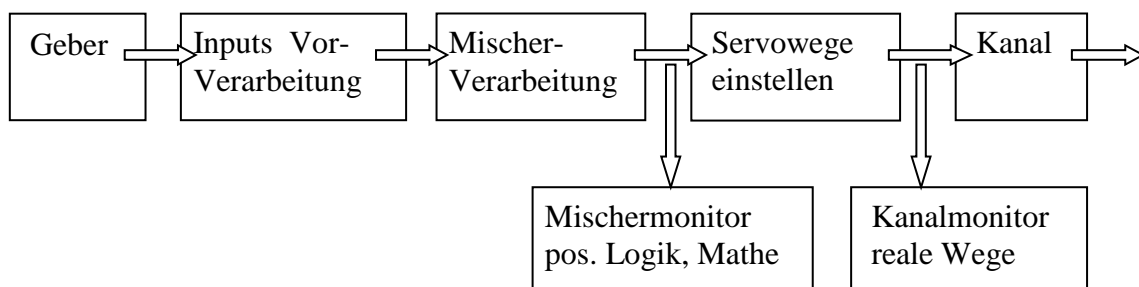 Geber
Inputs Vor-
Verarbeitung
Mischer-
Verarbeitung
Servowege
einstellen
Kanal
Mischermonitor
pos. Logik, Mathe
Kanalmonitor
reale Wege